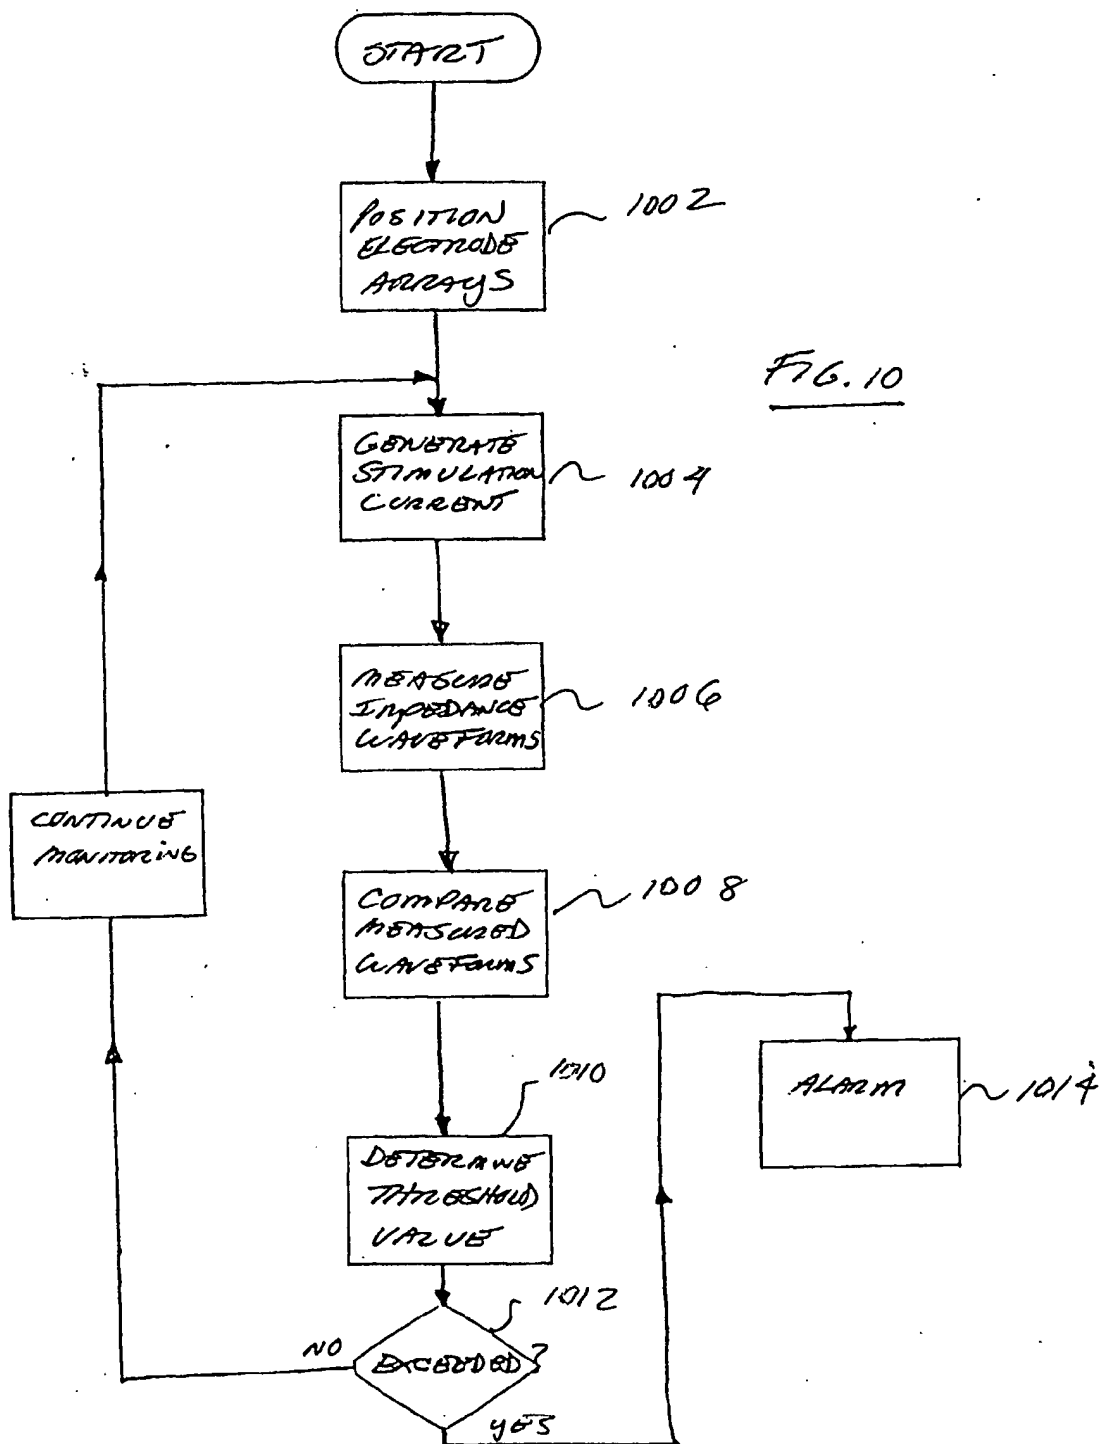 START
POSITION
ELECTRODE
ARRAYS
1002
FIG. 10
GENERATE
STIMULATION
CURRENT
1004
MEASURE
IMPEDANCE
WAVEFORMS
1006
CONTINUE
MONITORING
COMPARE
MEASURED
WAVEFORMS
1008
ALARM
1014
1010
DETERMINE
THRESHOLD
VALUE
1012
NO
EXCEEDED?
YES